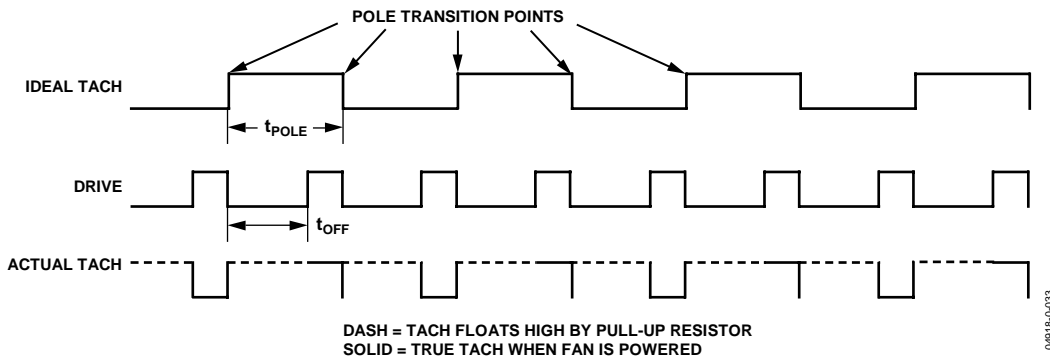 POLE TRANSITION POINTS
IDEAL TACH
tPOLE
DRIVE
tOFF
ACTUAL TACH
DASH = TACH FLOATS HIGH BY PULL-UP RESISTOR
SOLID = TRUE TACH WHEN FAN IS POWERED
04918-0-033